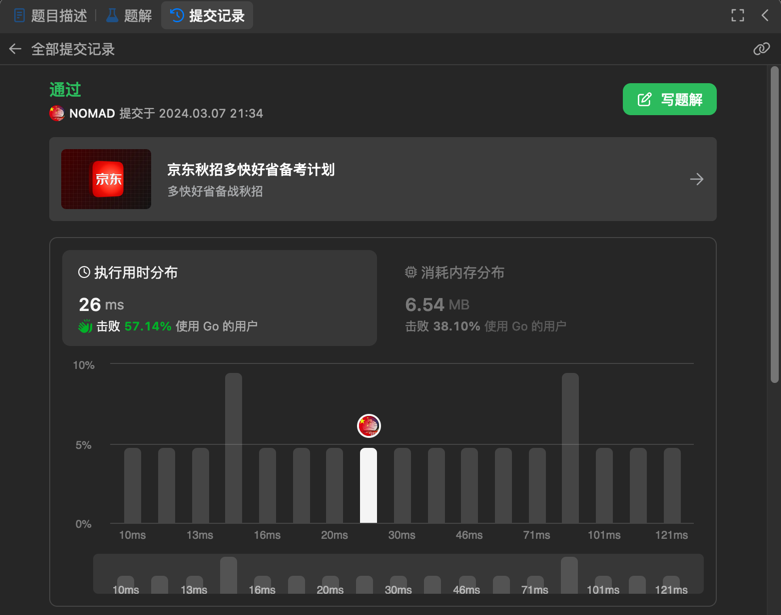 题目描述 题解 提交记录
全部提交记录
通过
写题解
NOMAD 提交于 2024.03.07 21:34
京东
京东秋招多快好省备考计划
多快好省备战秋招
执行用时分布
26 ms
击败 57.14% 使用 Go 的用户
消耗内存分布
6.54 MB
击败 38.10% 使用 Go 的用户
10%
5%
0%
10ms 13ms 16ms 20ms 30ms 46ms 71ms 101ms 121ms
10ms 13ms 16ms 20ms 30ms 46ms 71ms 101ms 121ms